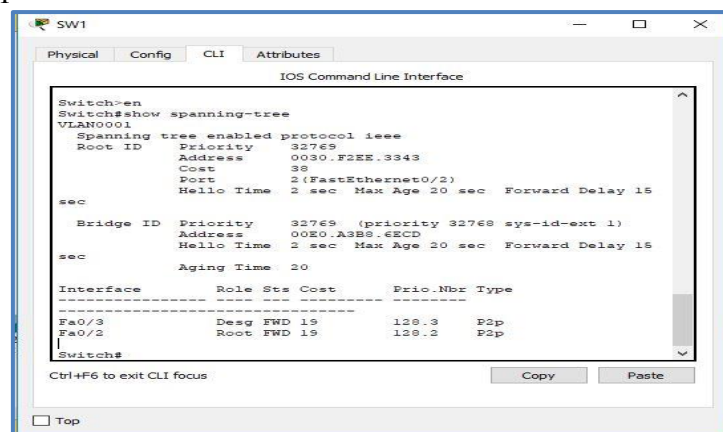 SW1
Physical Config CLI Attributes
IOS Command Line Interface
Switch>en
Switch#show spanning-tree
VLAN0001
Spanning tree enabled protocol ieee
Root ID Priority 32769
Address 0030.F2EE.3343
Cost 38
Port 2(FastEthernet0/2)
Hello Time 2 sec Max Age 20 sec Forward Delay 15
sec
Bridge ID Priority 32769 (priority 32768 sys-id-ext 1)
Address 00E0.A3B8.6ECD
Hello Time 2 sec Max Age 20 sec Forward Delay 15
sec
Aging Time 20
Interface Role Sts Cost Prio.Nbr Type
---------------- ---- --- --------- -------- 
--------------------------------
Fa0/3 Desg FWD 19 128.3 P2p
Fa0/2 Root FWD 19 128.2 P2p
Switch#
Ctrl+F6 to exit CLI focus Copy Paste
Top